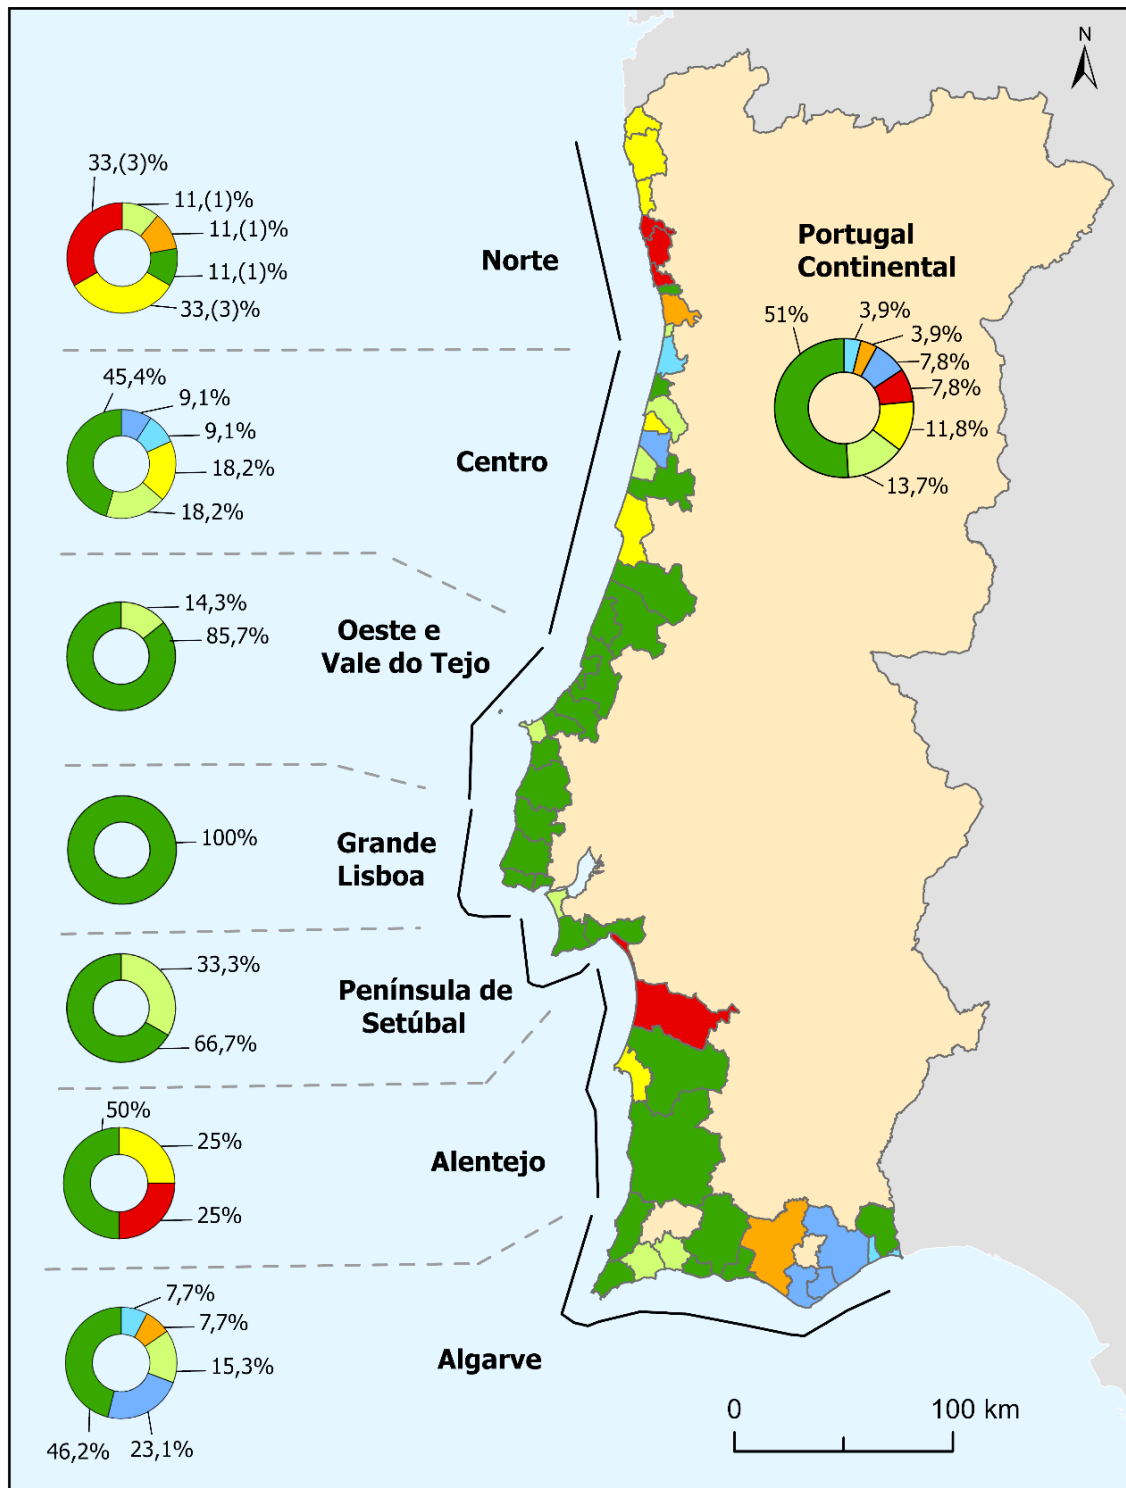 N
33,(3)%
11,(1)%
11,(1)%
11,(1)%
33,(3)%
Norte
Portugal
Continental
51%
3,9%
3,9%
7,8%
7,8%
11,8%
13,7%
45,4%
9,1%
9,1%
18,2%
18,2%
Centro
14,3%
85,7%
Oeste e
Vale do Tejo
100%
Grande
Lisboa
33,3%
66,7%
Península de
Setúbal
50%
25%
25%
Alentejo
7,7%
7,7%
15,3%
23,1%
46,2%
Algarve
0
100 km